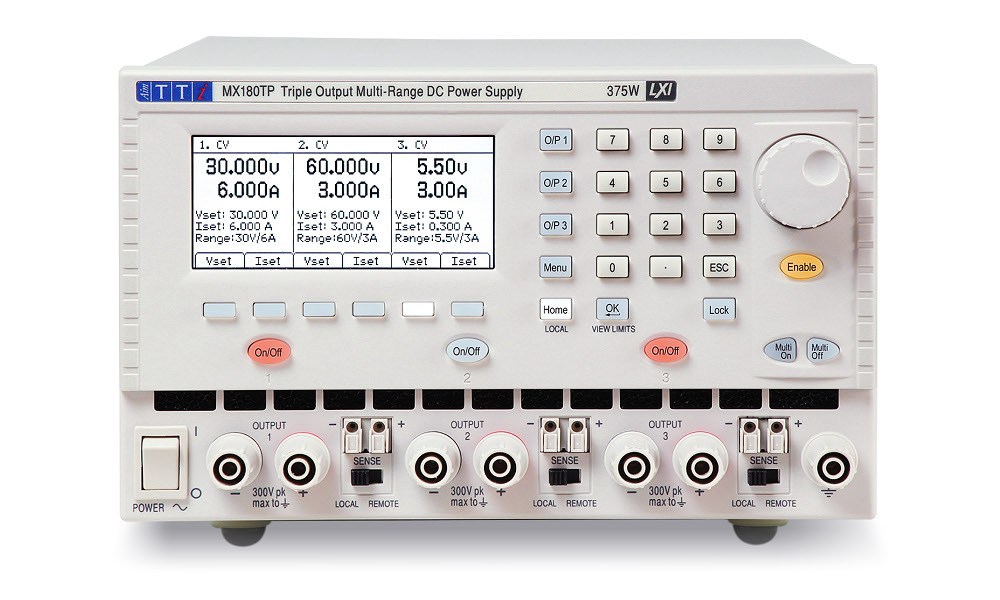 Aim TTi MX180TP Triple Output Multi-Range DC Power Supply 375W LXI
1. CV 2. CV 3. CV
30.000V 60.000V 5.50V
6.000A 3.000A 3.00A
Vset: 30.000 V Vset: 60.000 V Vset: 5.50 V
Iset: 6.000 A Iset: 3.000 A Iset: 0.300 A
Range:30V/6A Range:60V/3A Range:5.5V/3A
Vset Iset Vset Iset Vset Iset
O/P 1 7 8 9
O/P 2 4 5 6
O/P 3 1 2 3
Menu 0 . ESC
Enable
Home OK Lock
LOCAL VIEW LIMITS
On/Off On/Off On/Off
Multi On Multi Off
1 2 3
I OUTPUT 1 − + OUTPUT 2 − + OUTPUT 3 − +
SENSE SENSE SENSE
− + − + − +
O 300V pk max to 300V pk max to 300V pk max to
POWER LOCAL REMOTE LOCAL REMOTE LOCAL REMOTE